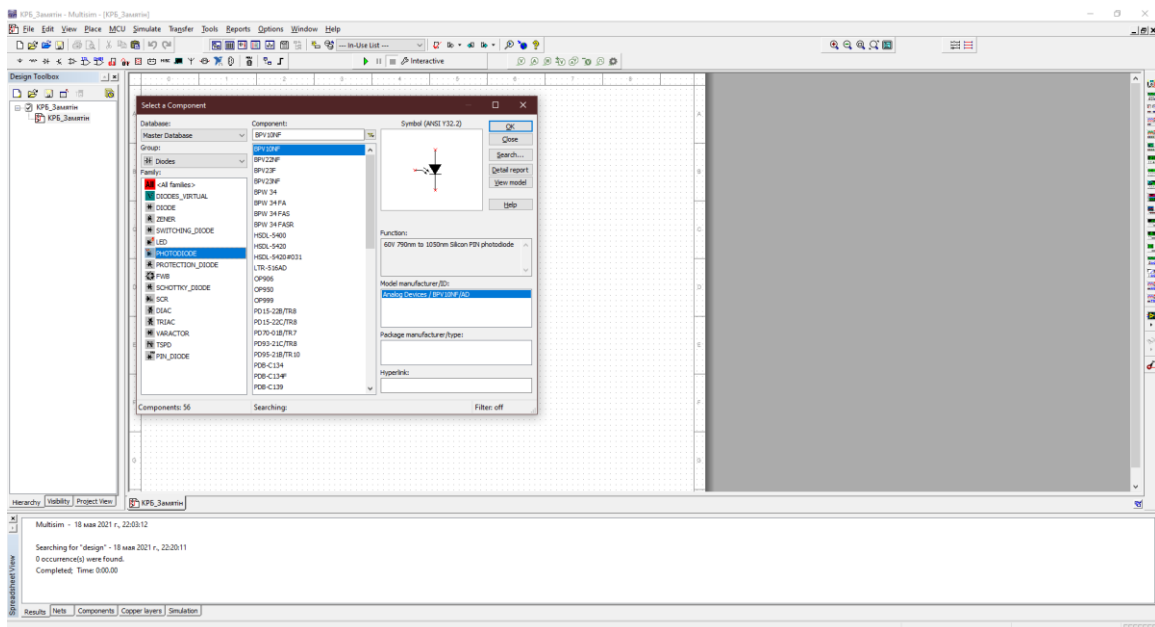 КРБ_Замятін - Multisim - [КРБ_Замятін]
File Edit View Place MCU Simulate Transfer Tools Reports Options Window Help
--- In-Use List ---
Interactive
Design Toolbox
КРБ_Замятін
КРБ_Замятін
Select a Component
Database:
Master Database
Group:
Diodes
Family:
<All families>
DIODES_VIRTUAL
DIODE
ZENER
SWITCHING_DIODE
LED
PHOTODIODE
PROTECTION_DIODE
FWB
SCHOTTKY_DIODE
SCR
DIAC
TRIAC
VARACTOR
TSPD
PIN_DIODE
Component:
BPV10NF
BPV10NF
BPV22NF
BPV23F
BPV23NF
BPW 34
BPW 34 FA
BPW 34 FAS
BPW 34 FASR
HSDL-5400
HSDL-5420
HSDL-5420#031
LTR-516AD
OP906
OP950
OP999
PD15-22B/TR8
PD15-22C/TR8
PD70-01B/TR7
PD93-21C/TR8
PD95-21B/TR10
PDB-C134
PDB-C134F
PDB-C139
Symbol (ANSI Y32.2)
OK
Close
Search...
Detail report
View model
Help
Function:
60V 790nm to 1050nm Silicon PIN photodiode
Model manufacturer/ID:
Analog Devices / BPV10NF/AD
Package manufacturer/type:
Hyperlink:
Components: 56
Searching:
Filter: off
Hierarchy Visibility Project View
КРБ_Замятін
Multisim - 18 мая 2021 г., 22:03:12
Searching for "design" - 18 мая 2021 г., 22:20:11
0 occurrence(s) were found.
Completed; Time: 0:00.00
Spreadsheet View
Results Nets Components Copper layers Simulation